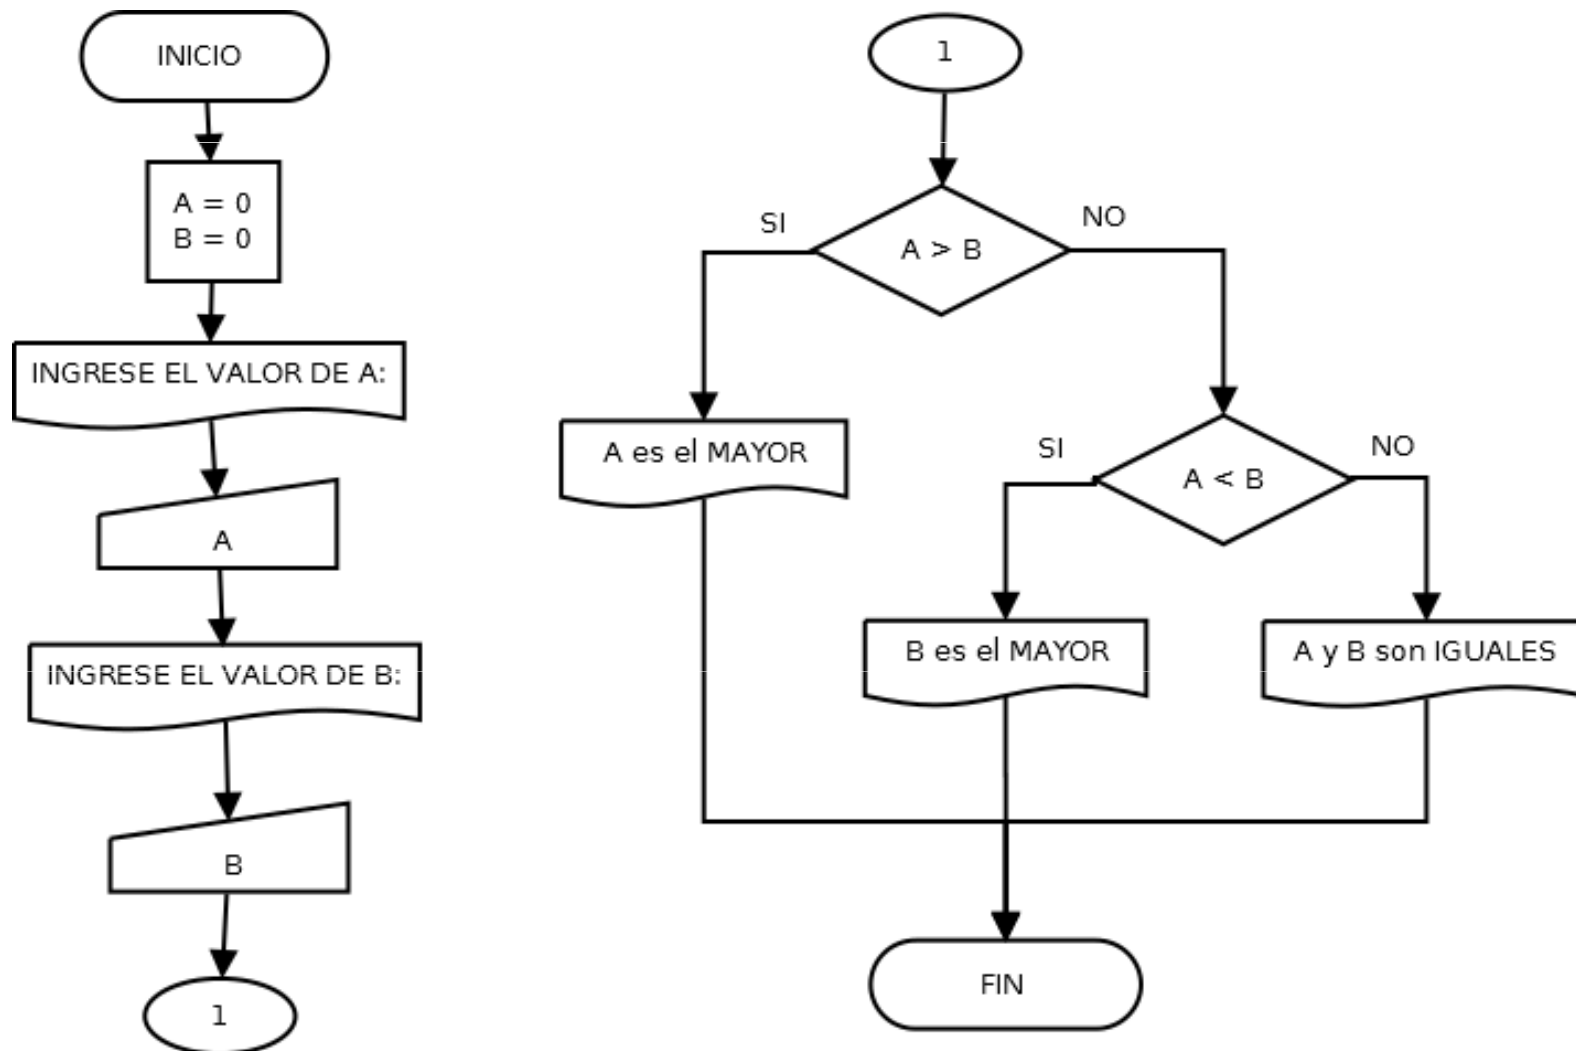 INICIO
A = 0
B = 0
INGRESE EL VALOR DE A:
A
INGRESE EL VALOR DE B:
B
1
1
A > B
SI
NO
A es el MAYOR
A < B
SI
NO
B es el MAYOR
A y B son IGUALES
FIN